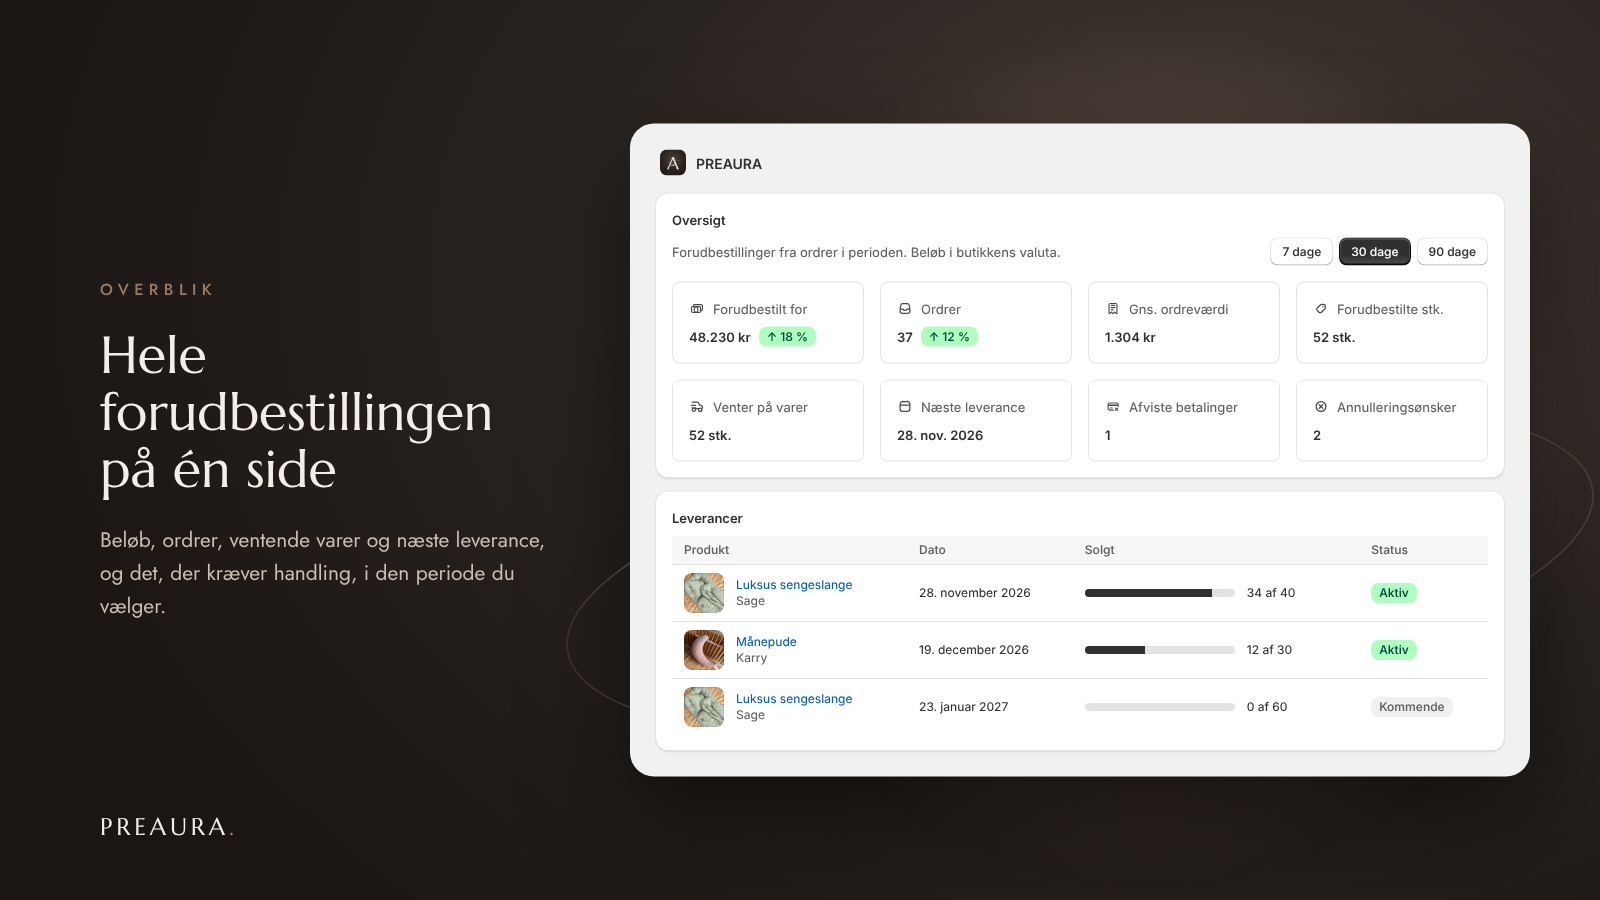 OVERBLIK
Hele
forudbestillingen
på én side
Beløb, ordrer, ventende varer og næste leverance,
og det, der kræver handling, i den periode du
vælger.
PREAURA.
A PREAURA
Oversigt
Forudbestillinger fra ordrer i perioden. Beløb i butikkens valuta.
7 dage 30 dage 90 dage
Forudbestilt for
48.230 kr ↑ 18 %
Ordrer
37 ↑ 12 %
Gns. ordreværdi
1.304 kr
Forudbestilte stk.
52 stk.
Venter på varer
52 stk.
Næste leverance
28. nov. 2026
Afviste betalinger
1
Annulleringsønsker
2
Leverancer
Produkt Dato Solgt Status
Luksus sengeslange
Sage
28. november 2026 34 af 40 Aktiv
Månepude
Karry
19. december 2026 12 af 30 Aktiv
Luksus sengeslange
Sage
23. januar 2027 0 af 60 Kommende